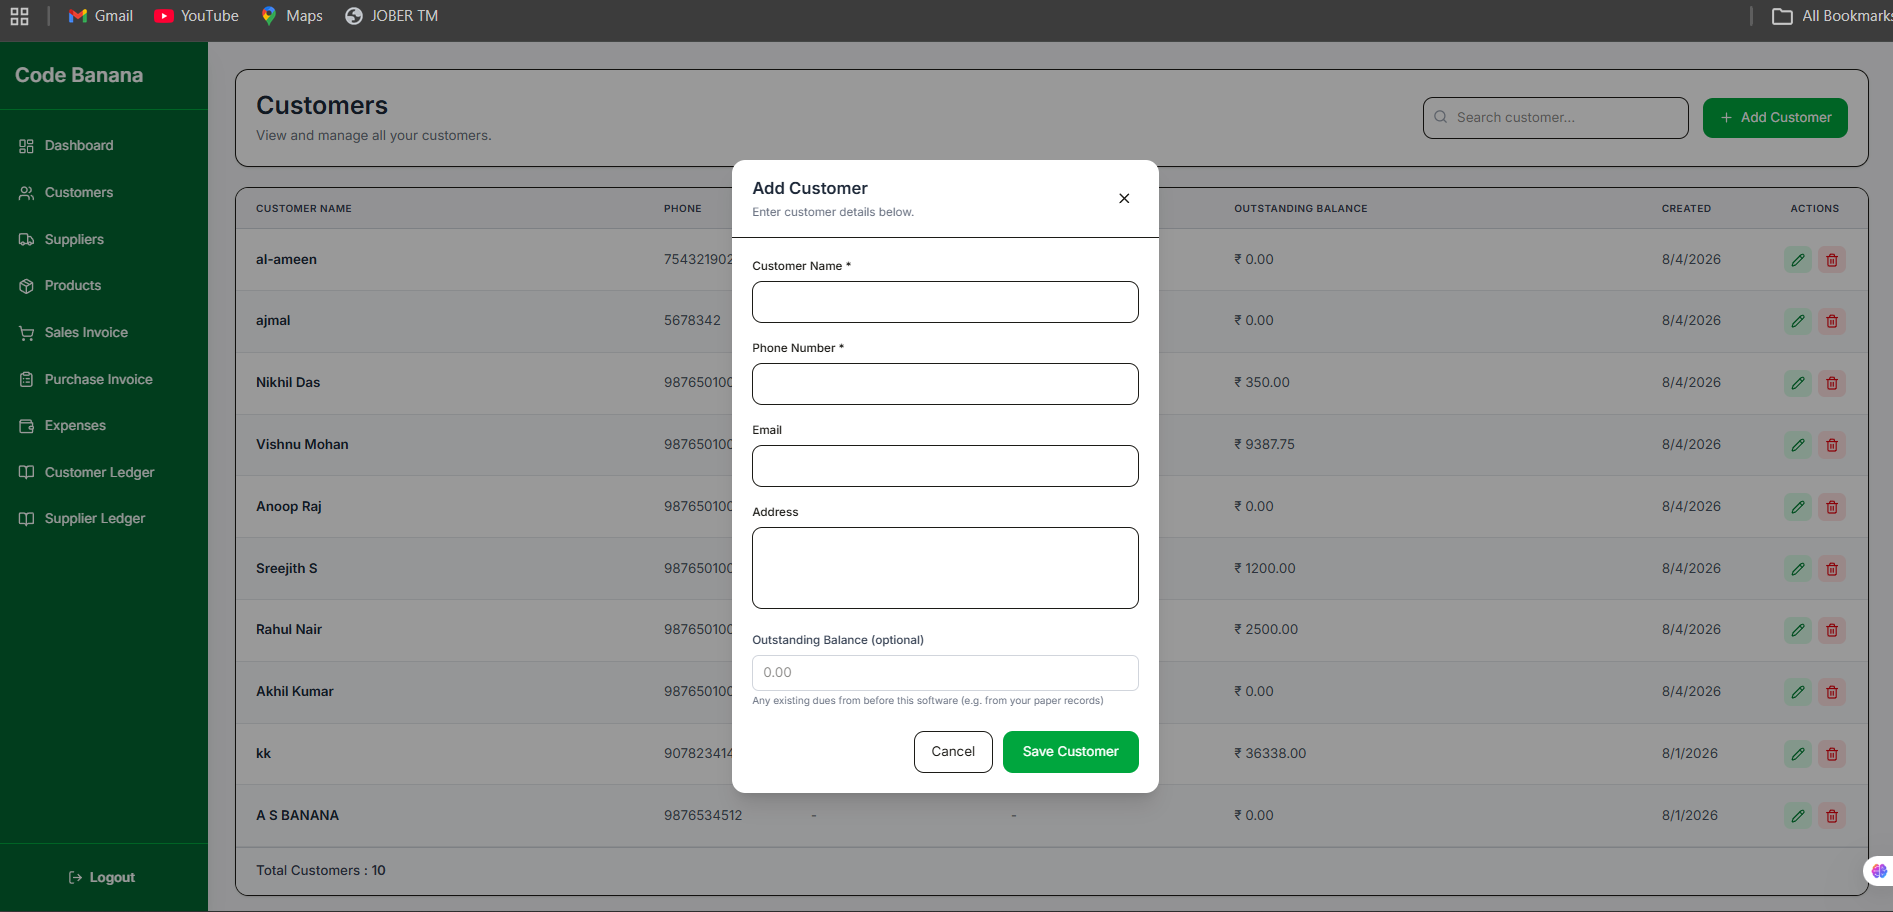 Gmail YouTube Maps JOBER TM All Bookmarks
Code Banana
Dashboard
Customers
Suppliers
Products
Sales Invoice
Purchase Invoice
Expenses
Customer Ledger
Supplier Ledger
Logout
Customers
View and manage all your customers.
Search customer...
+ Add Customer
CUSTOMER NAME PHONE OUTSTANDING BALANCE CREATED ACTIONS
al-ameen 754321902 ₹ 0.00 8/4/2026
ajmal 5678342 ₹ 0.00 8/4/2026
Nikhil Das 987650100 ₹ 350.00 8/4/2026
Vishnu Mohan 987650100 ₹ 9387.75 8/4/2026
Anoop Raj 987650100 ₹ 0.00 8/4/2026
Sreejith S 987650100 ₹ 1200.00 8/4/2026
Rahul Nair 987650100 ₹ 2500.00 8/4/2026
Akhil Kumar 987650100 ₹ 0.00 8/4/2026
kk 907823414 ₹ 36338.00 8/1/2026
A S BANANA 9876534512 - - ₹ 0.00 8/1/2026
Total Customers : 10
Add Customer
Enter customer details below.
Customer Name *
Phone Number *
Email
Address
Outstanding Balance (optional)
0.00
Any existing dues from before this software (e.g. from your paper records)
Cancel
Save Customer